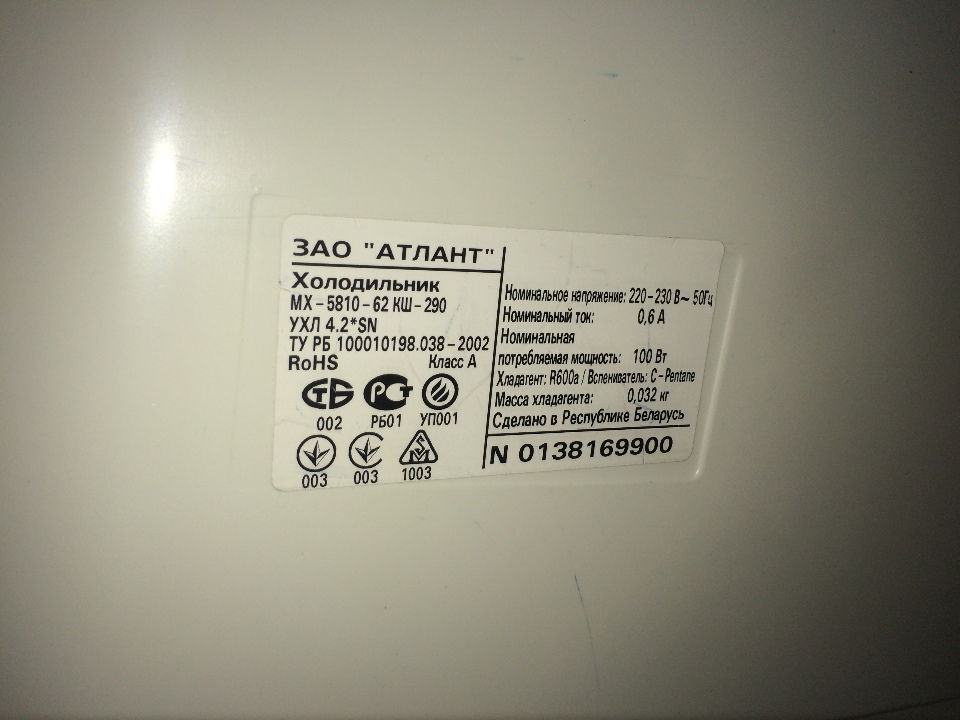 ЗАО "АТЛАНТ"
Холодильник
МХ-5810-62 КШ-290
УХЛ 4.2*SN
ТУ РБ 100010198.038-2002
RoHS Класс А
СТБ РСТ
002 РБ01 УП001
003 003 1003
Номинальное напряжение: 220-230 В~ 50Гц
Номинальный ток: 0,6 А
Номинальная
потребляемая мощность: 100 Вт
Хладагент: R600a / Вспениватель: C-Pentane
Масса хладагента: 0,032 кг
Сделано в Республике Беларусь
N 0138169900